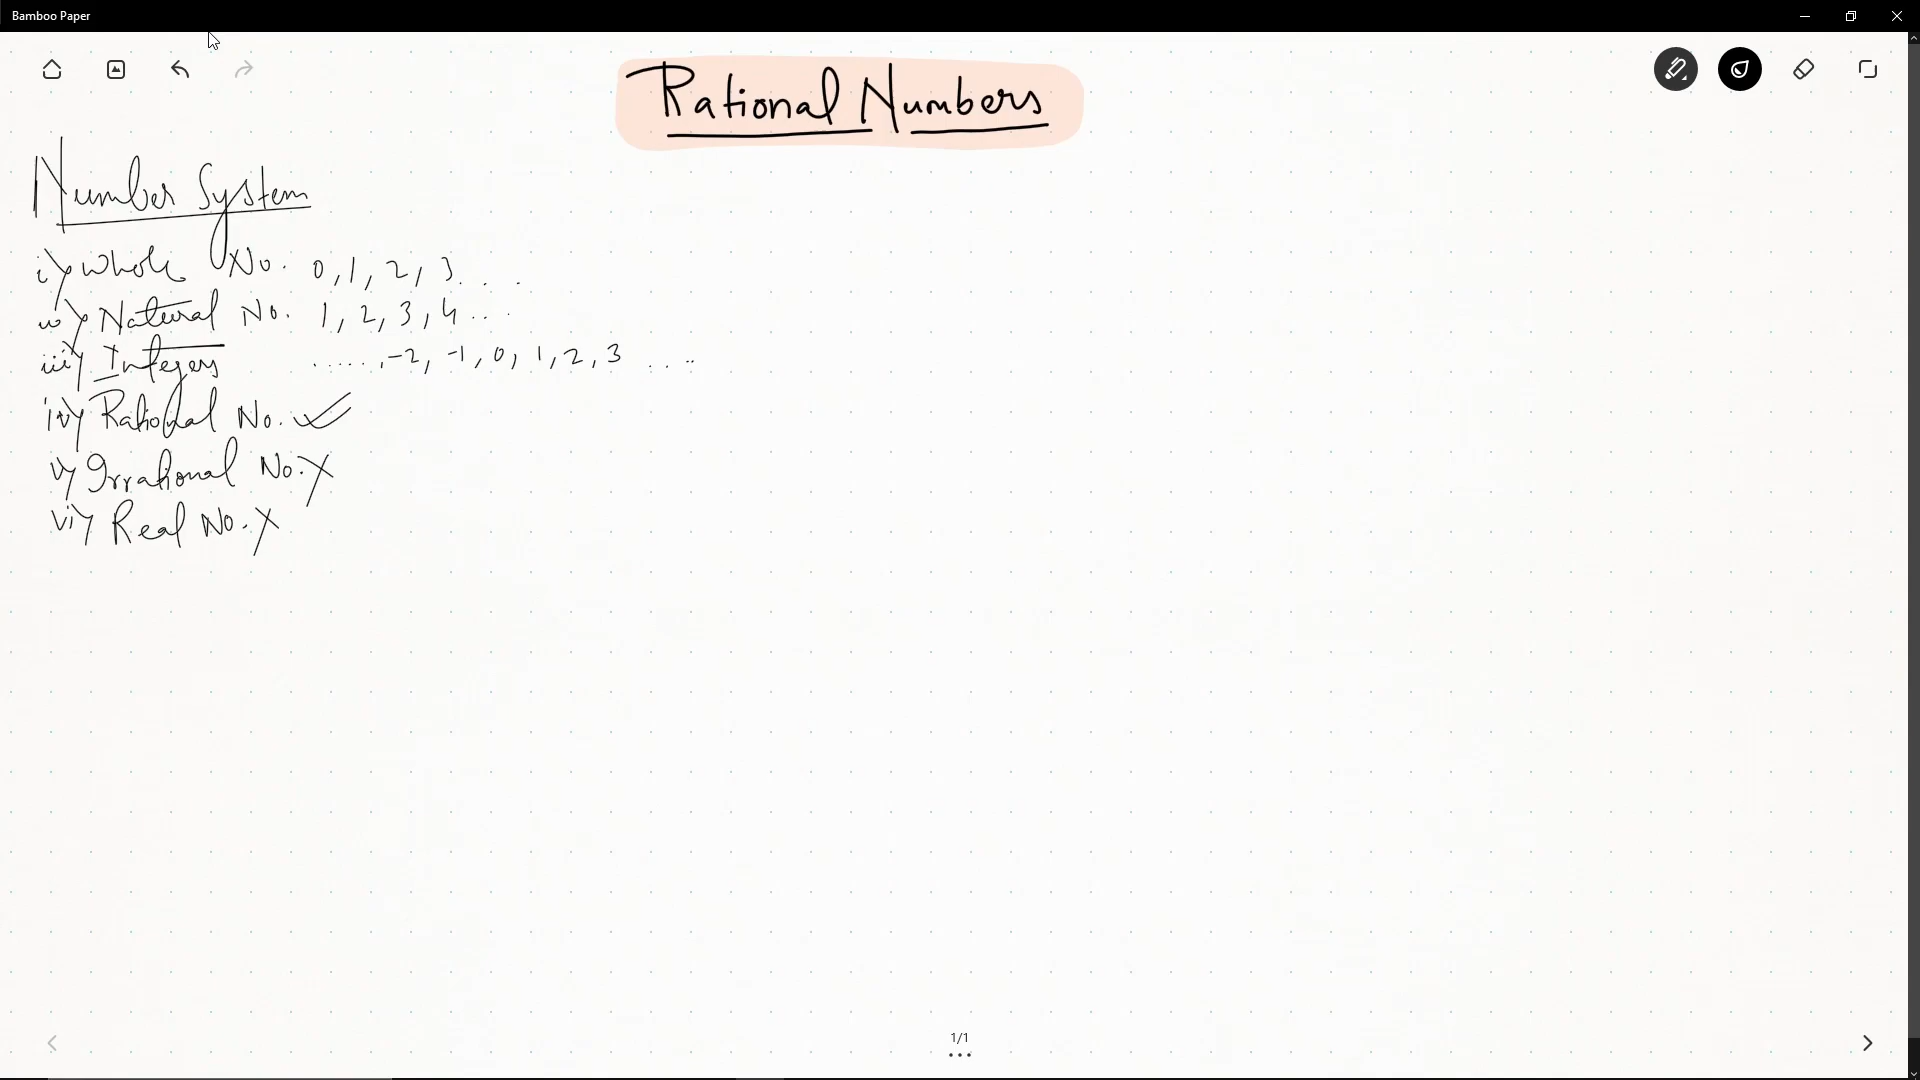 Bamboo Paper
Rational Numbers
Number System
i) Whole No. 0, 1, 2, 3 . . .
ii) Natural No. 1, 2, 3, 4 ...
iii) Integers ....., -2, -1, 0, 1, 2, 3 ....
iv) Rational No. ✓
v) Irrational No. X
vi) Real No. X
1/1